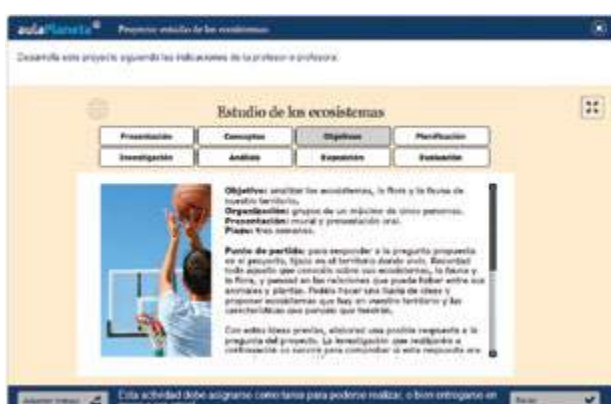 aulaPlaneta
Proyecto: estudio de los ecosistemas
Desarrolla este proyecto siguiendo las indicaciones de tu profesor o profesora.
Estudio de los ecosistemas
Presentación Conceptos Objetivos Planificación
Investigación Análisis Exposición Evaluación
Objetivo: analizar los ecosistemas, la flora y la fauna de
nuestro territorio.
Organización: grupos de un máximo de cinco personas.
Presentación: mural y presentación oral.
Plazo: tres semanas.
Punto de partida: para responder a la pregunta propuesta
en el proyecto, fijaos en el territorio donde vivís. Recordad
todo aquello que conocéis sobre sus ecosistemas, la fauna y
la flora, y pensad en las relaciones que puede haber entre sus
animales y plantas. Podéis hacer una lluvia de ideas y
proponer ecosistemas que hay en vuestro territorio y las
características que pensáis que tendrán.
Con estas ideas previas, elaborad una posible respuesta a la
pregunta del proyecto. La investigación que realizaréis a
continuación os servirá para comprobar si esta respuesta era
Adjuntar trabajo
Esta actividad debe asignarse como tarea para poderse realizar, o bien entregarse en